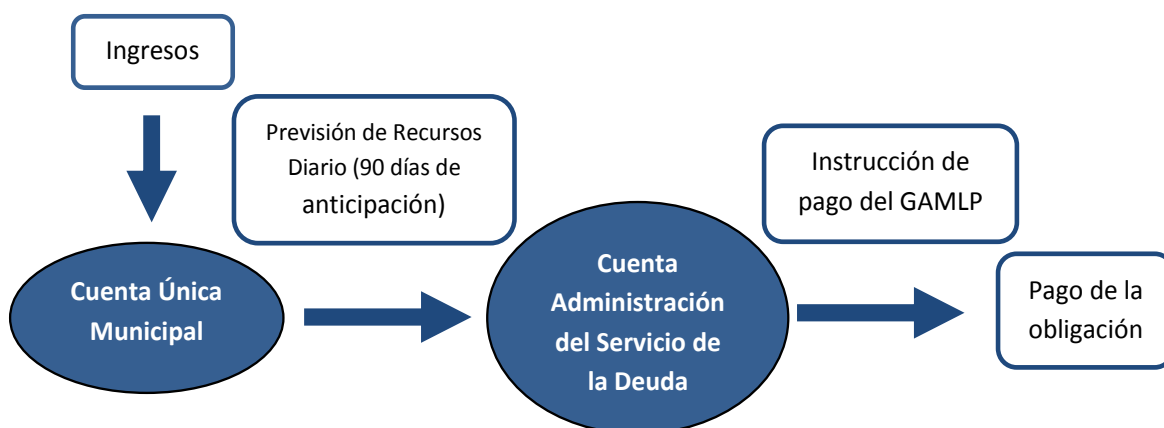 Ingresos
Previsión de Recursos
Diario (90 días de
anticipación)
Instrucción de
pago del GAMLP
Cuenta Única
Municipal
Cuenta
Administración
del Servicio de
la Deuda
Pago de la
obligación